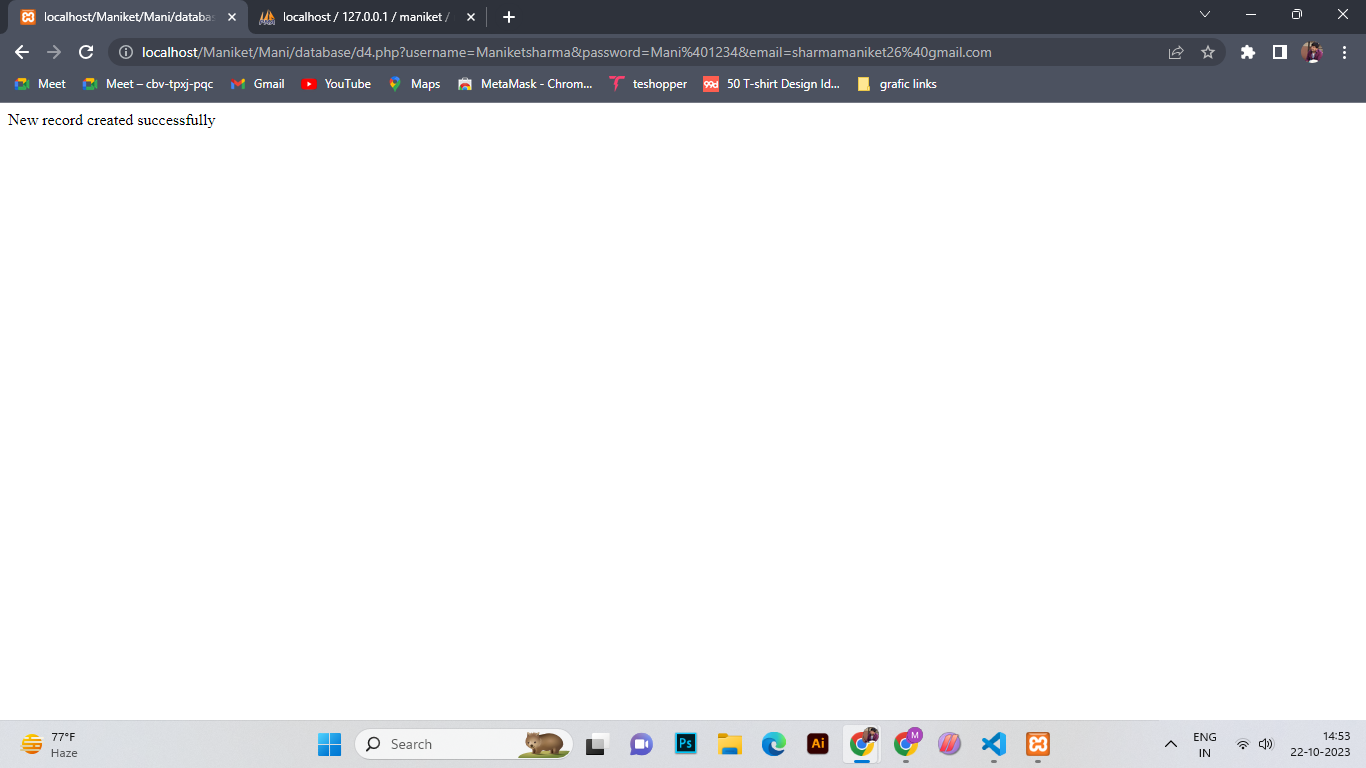 localhost/Maniket/Mani/databas
localhost / 127.0.0.1 / maniket /
localhost/Maniket/Mani/database/d4.php?username=Maniketsharma&password=Mani%401234&email=sharmamaniket26%40gmail.com
Meet
Meet – cbv-tpxj-pqc
Gmail
YouTube
Maps
MetaMask - Chrom...
teshopper
99d
50 T-shirt Design Id...
grafic links
New record created successfully
77°F
Haze
Search
Ps
Ai
M
ENG
IN
14:53
22-10-2023